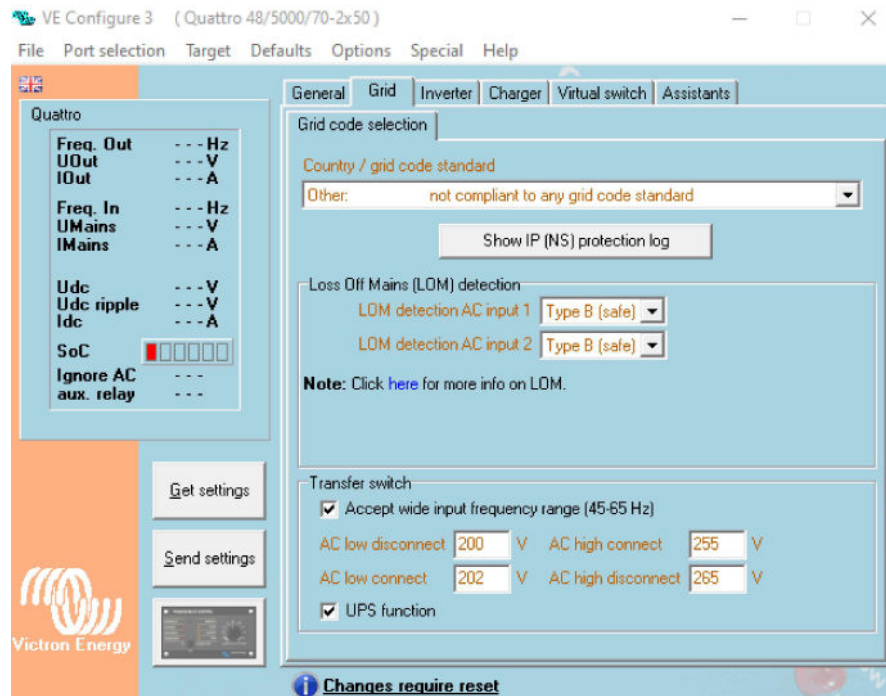 VE Configure 3 ( Quattro 48/5000/70-2x50 )
File Port selection Target Defaults Options Special Help
General Grid Inverter Charger Virtual switch Assistants
Quattro
Freq. Out - - - Hz
UOut - - - V
IOut - - - A
Freq. In - - - Hz
UMains - - - V
IMains - - - A
Udc - - - V
Udc ripple - - - V
Idc - - - A
SoC
Ignore AC - - -
aux. relay - - -
Get settings
Send settings
Victron Energy
Grid code selection
Country / grid code standard
Other: not compliant to any grid code standard
Show IP (NS) protection log
Loss Off Mains (LOM) detection
LOM detection AC input 1 Type B (safe)
LOM detection AC input 2 Type B (safe)
Note: Click here for more info on LOM.
Transfer switch
Accept wide input frequency range (45-65 Hz)
AC low disconnect 200 V AC high connect 255 V
AC low connect 202 V AC high disconnect 265 V
UPS function
Changes require reset